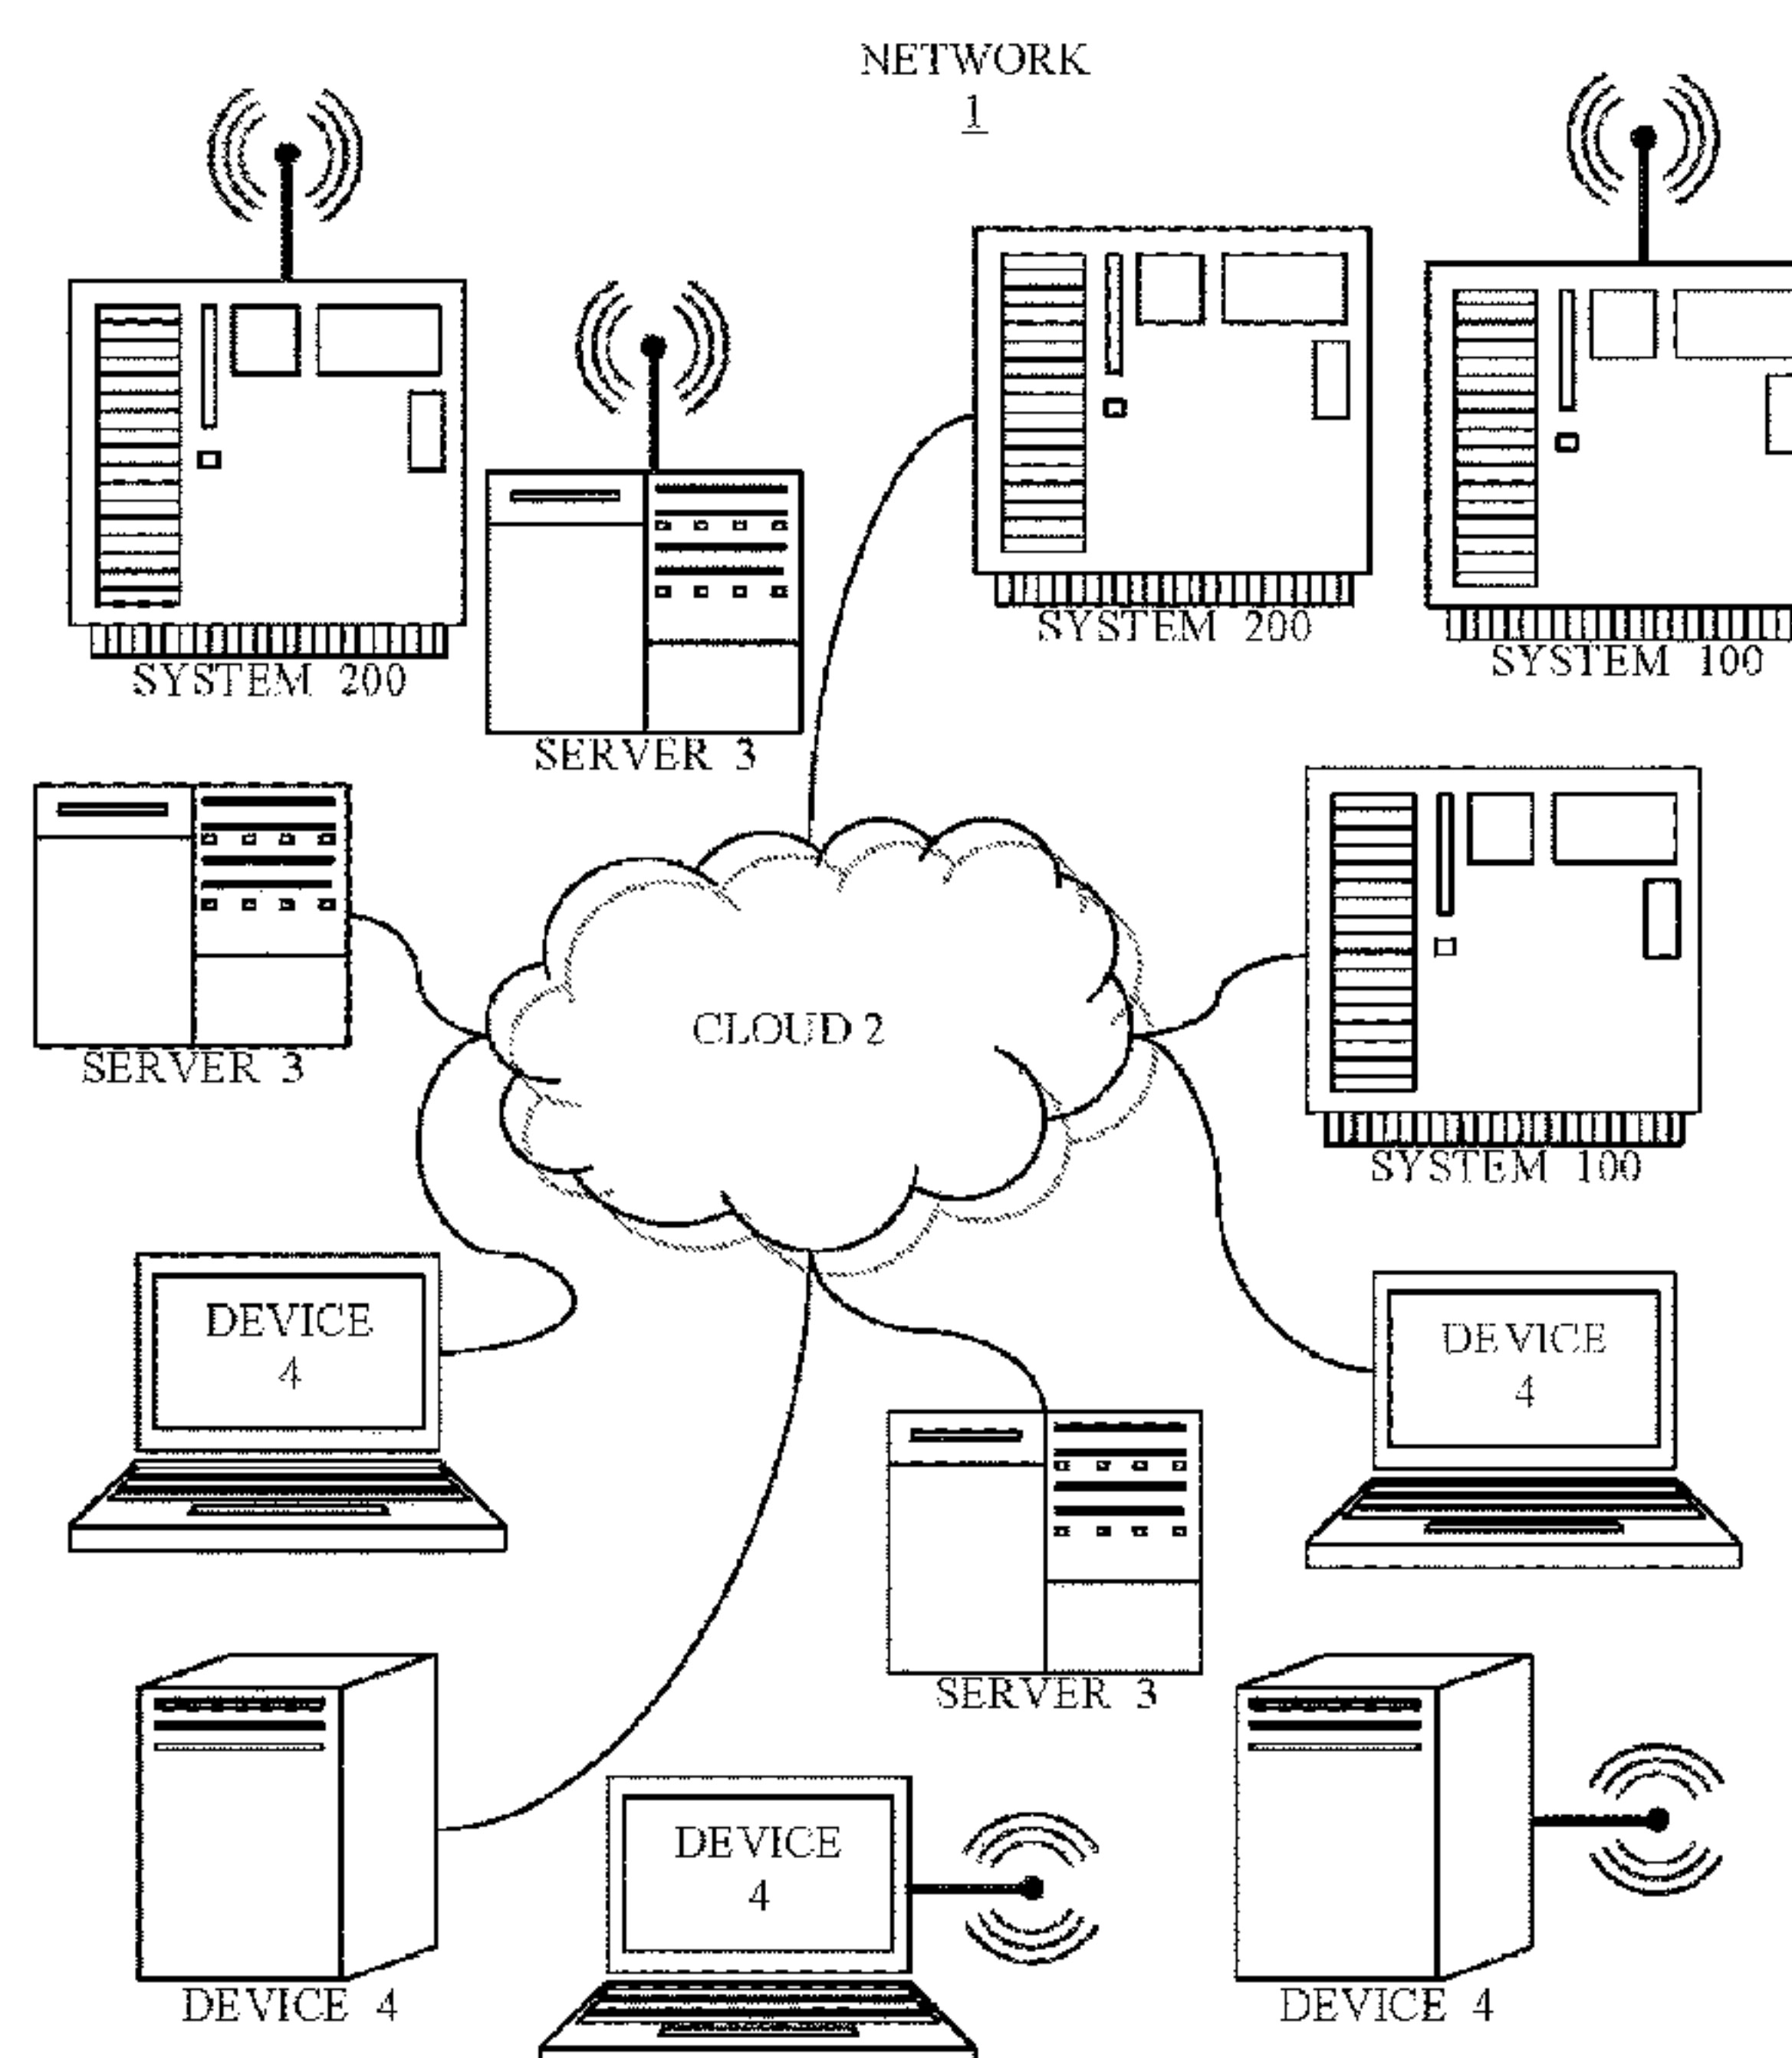 NETWORK
1
SYSTEM 200
SERVER 3
SYSTEM 200
SYSTEM 100
SERVER 3
CLOUD 2
SYSTEM 100
DEVICE
4
DEVICE
4
SERVER 3
DEVICE 4
DEVICE
4
DEVICE 4